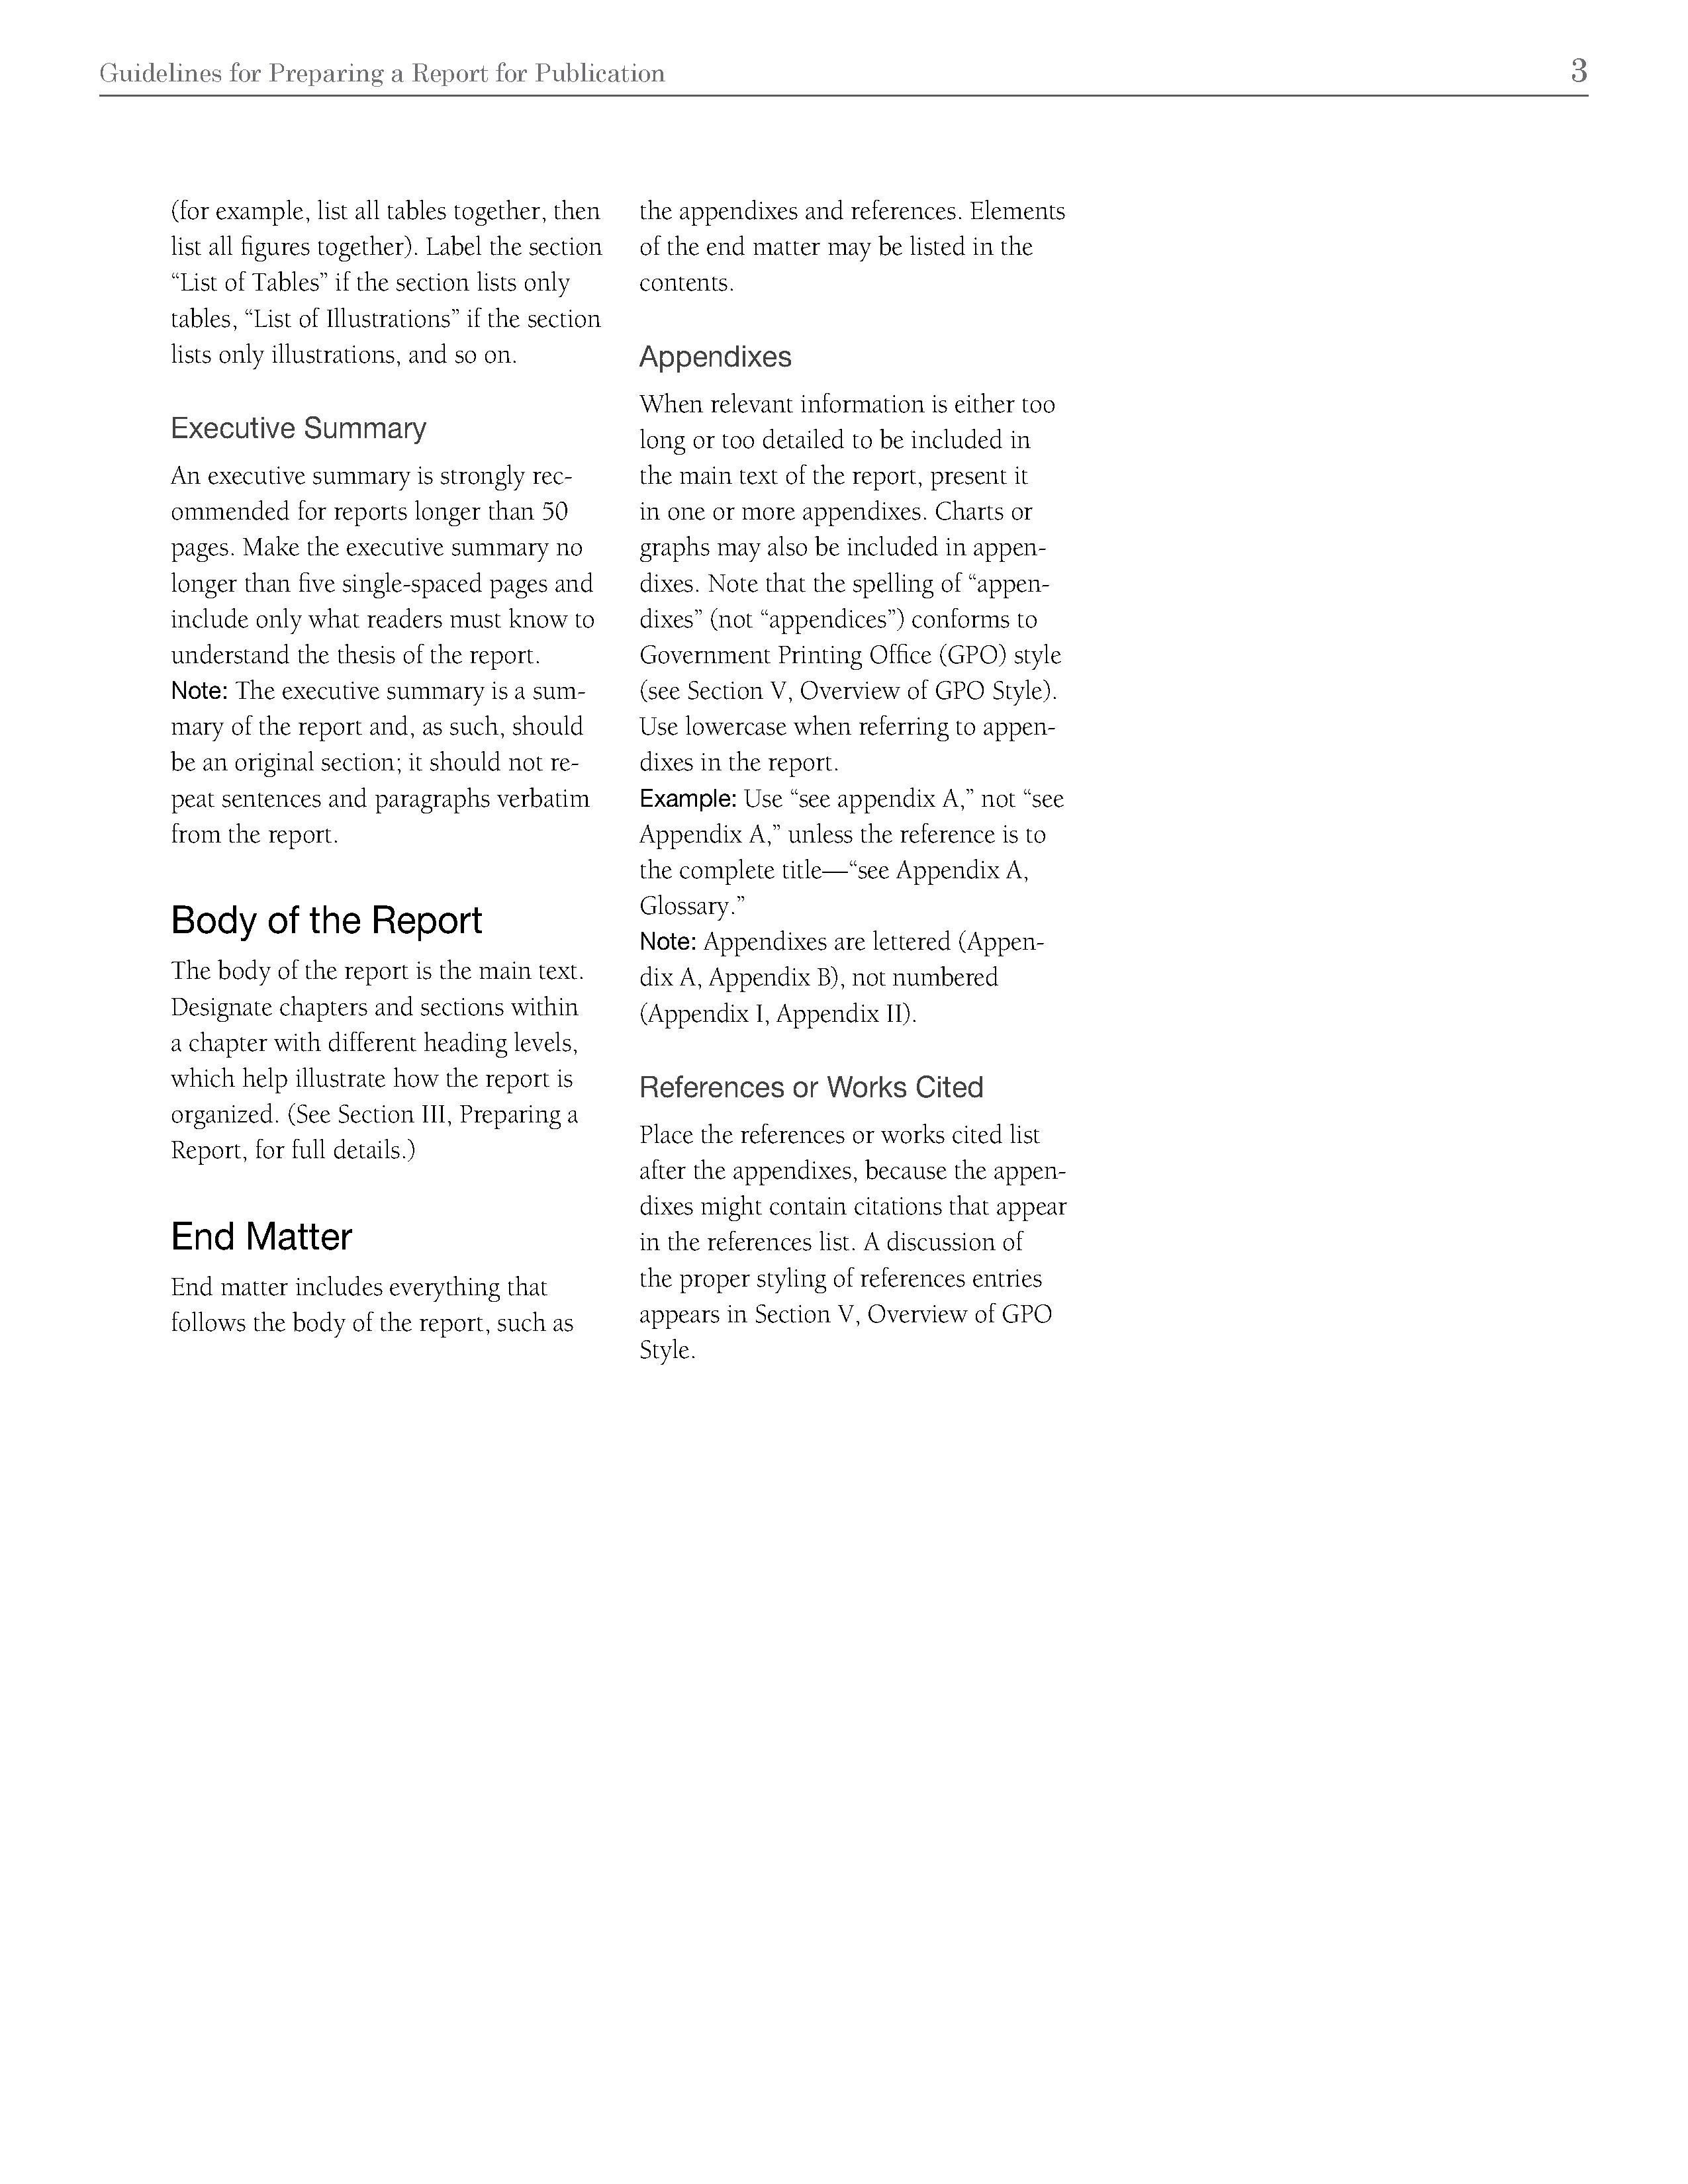 Guidelines for Preparing a Report for Publication 3
(for example, list all tables together, then
list all figures together). Label the section
“List of Tables” if the section lists only
tables, “List of Illustrations” if the section
lists only illustrations, and so on.
Executive Summary
An executive summary is strongly rec-
ommended for reports longer than 50
pages. Make the executive summary no
longer than five single-spaced pages and
include only what readers must know to
understand the thesis of the report.
Note: The executive summary is a sum-
mary of the report and, as such, should
be an original section; it should not re-
peat sentences and paragraphs verbatim
from the report.
Body of the Report
The body of the report is the main text.
Designate chapters and sections within
a chapter with different heading levels,
which help illustrate how the report is
organized. (See Section III, Preparing a
Report, for full details.)
End Matter
End matter includes everything that
follows the body of the report, such as
the appendixes and references. Elements
of the end matter may be listed in the
contents.
Appendixes
When relevant information is either too
long or too detailed to be included in
the main text of the report, present it
in one or more appendixes. Charts or
graphs may also be included in appen-
dixes. Note that the spelling of “appen-
dixes” (not “appendices”) conforms to
Government Printing Office (GPO) style
(see Section V, Overview of GPO Style).
Use lowercase when referring to appen-
dixes in the report.
Example: Use “see appendix A,” not “see
Appendix A,” unless the reference is to
the complete title—“see Appendix A,
Glossary.”
Note: Appendixes are lettered (Appen-
dix A, Appendix B), not numbered
(Appendix I, Appendix II).
References or Works Cited
Place the references or works cited list
after the appendixes, because the appen-
dixes might contain citations that appear
in the references list. A discussion of
the proper styling of references entries
appears in Section V, Overview of GPO
Style.